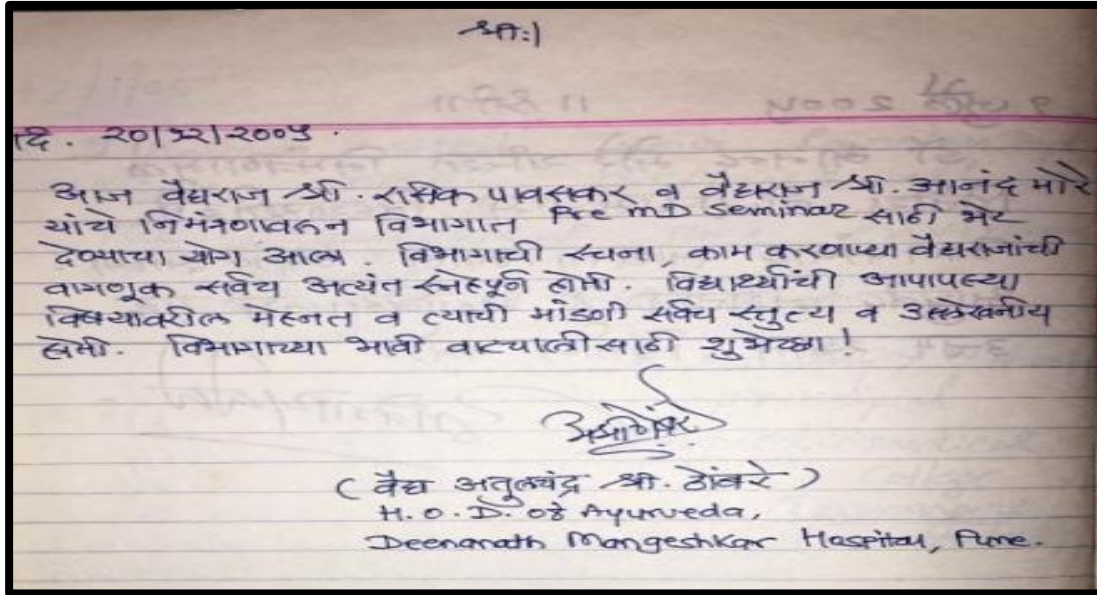 श्रीः|
दि. २०/१२/२००५.
आज वैद्यराज श्री. रसिक पावसकर व वैद्यराज श्री. आनंद मोरे
यांचे निमंत्रणावरुन विभागात Pre MD Seminar साठी भेट
देण्याचा योग आला. विभागाची रचना, काम करणाऱ्या वैद्यराजांची
वागणूक सर्वच अत्यंत स्नेहपूर्ण होती. विद्यार्थ्यांची आपापल्या
विषयावरील मेहनत व त्याची मांडणी सर्वच स्तुत्य व उल्लेखनीय
होती. विभागाच्या भावी वाटचालीसाठी शुभेच्छा!
(वैद्य अतुलचंद्र श्री. ठोंबरे)
H.O.D. of Ayurveda,
Deenanath Mangeshkar Hospital, Pune.